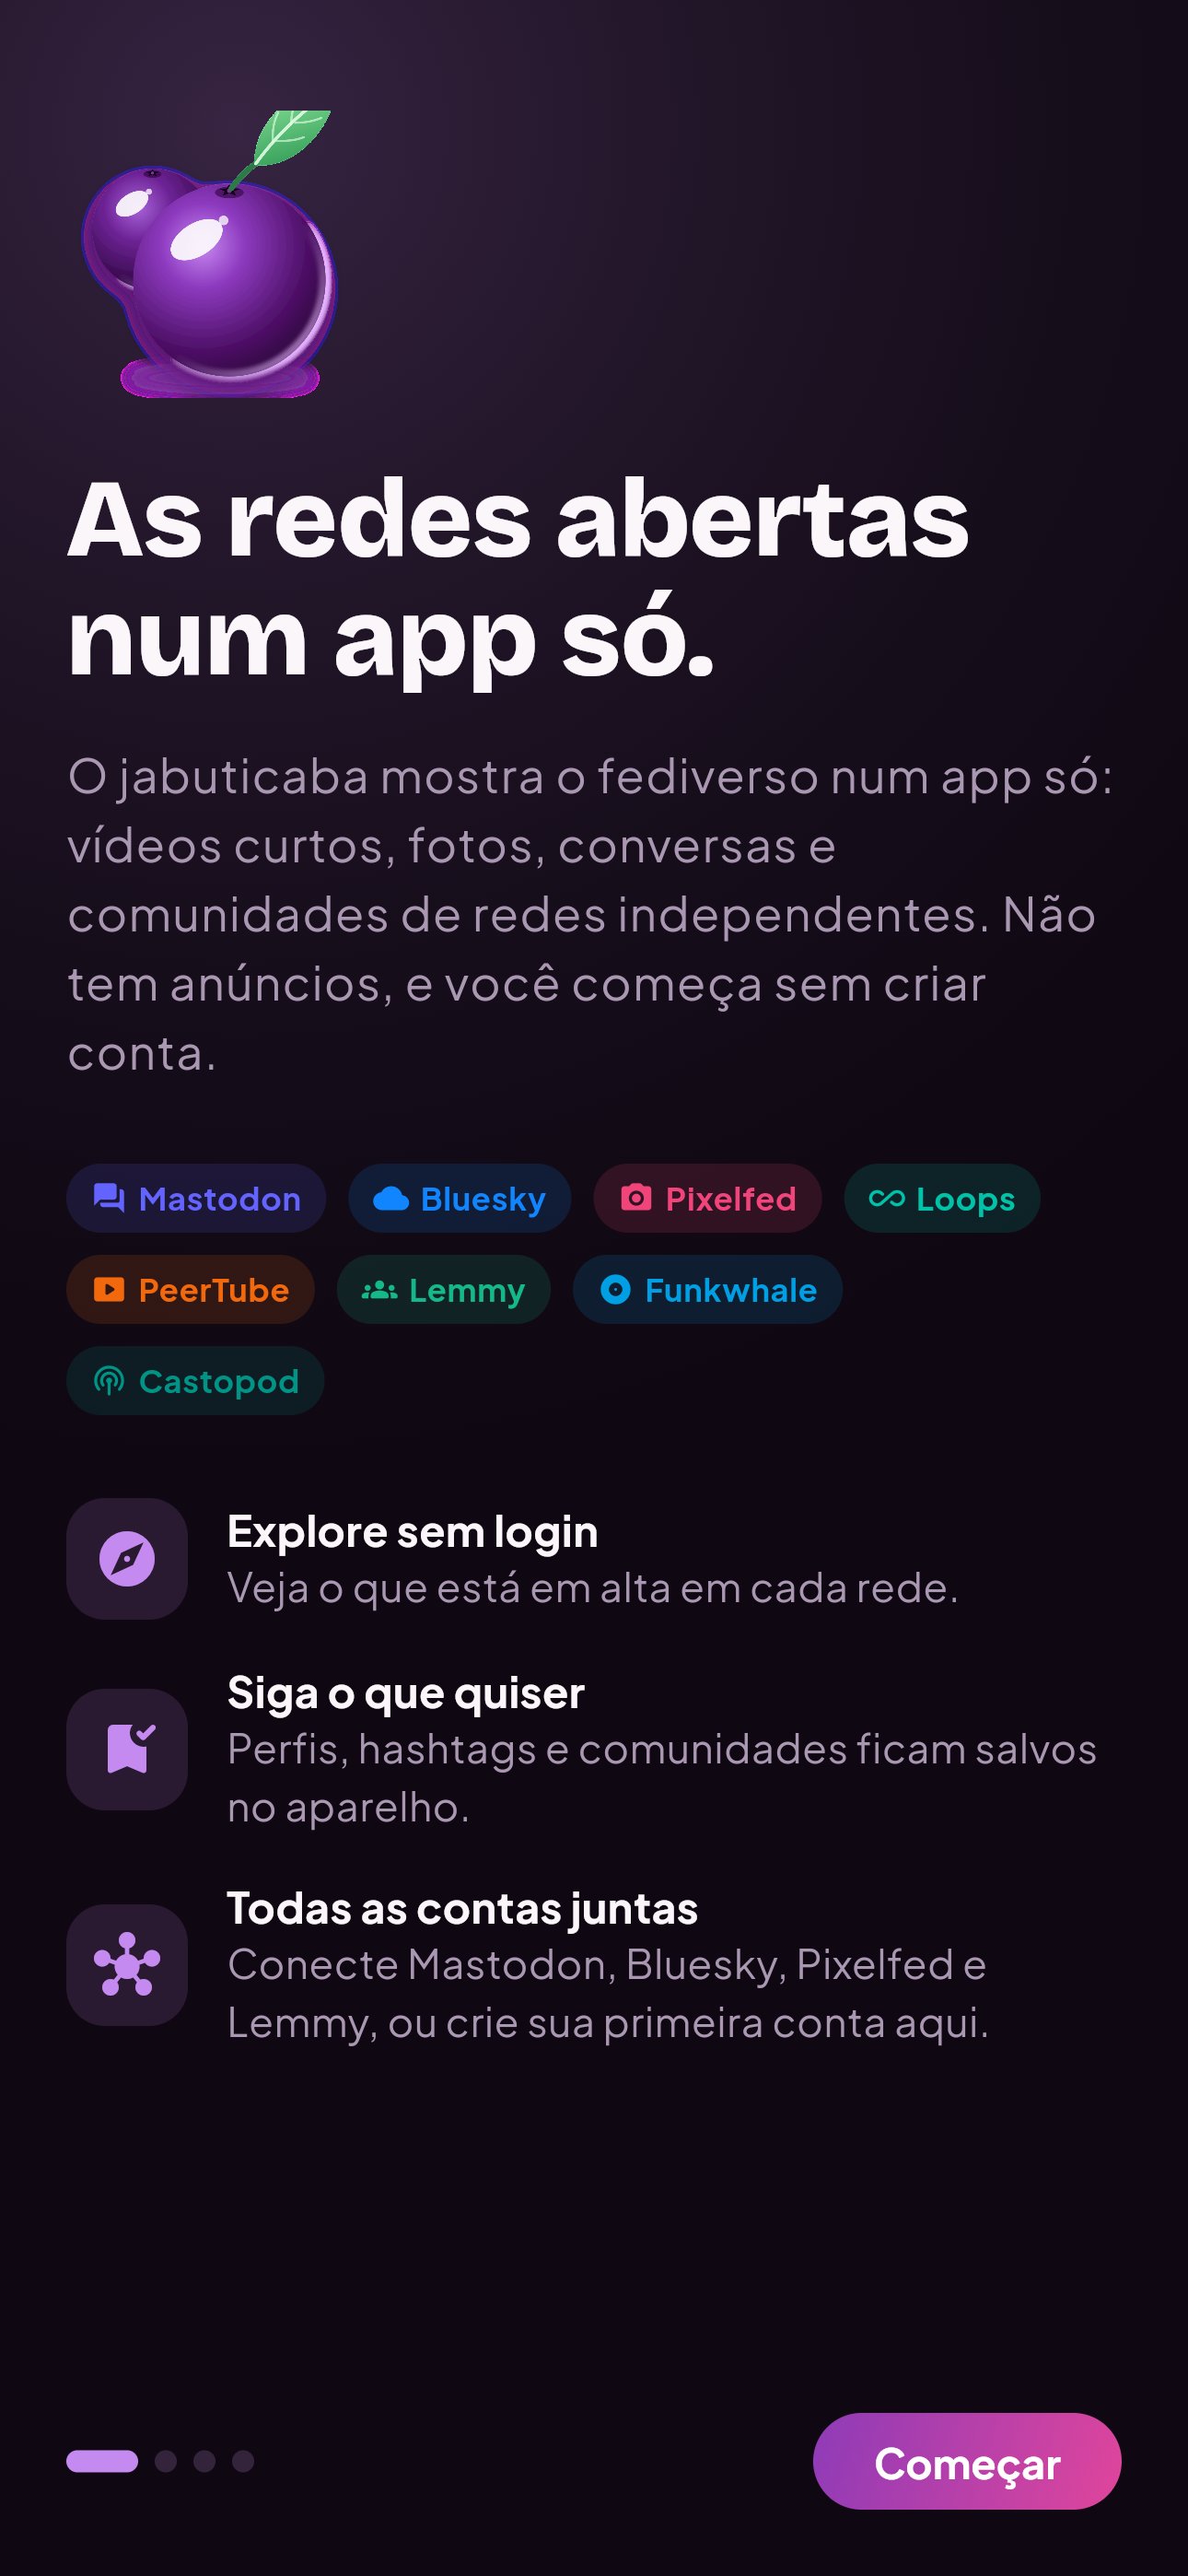 As redes abertas
num app só.
O jabuticaba mostra o fediverso num app só:
vídeos curtos, fotos, conversas e
comunidades de redes independentes. Não
tem anúncios, e você começa sem criar
conta.
Mastodon Bluesky Pixelfed Loops
PeerTube Lemmy Funkwhale
Castopod
Explore sem login
Veja o que está em alta em cada rede.
Siga o que quiser
Perfis, hashtags e comunidades ficam salvos
no aparelho.
Todas as contas juntas
Conecte Mastodon, Bluesky, Pixelfed e
Lemmy, ou crie sua primeira conta aqui.
Começar